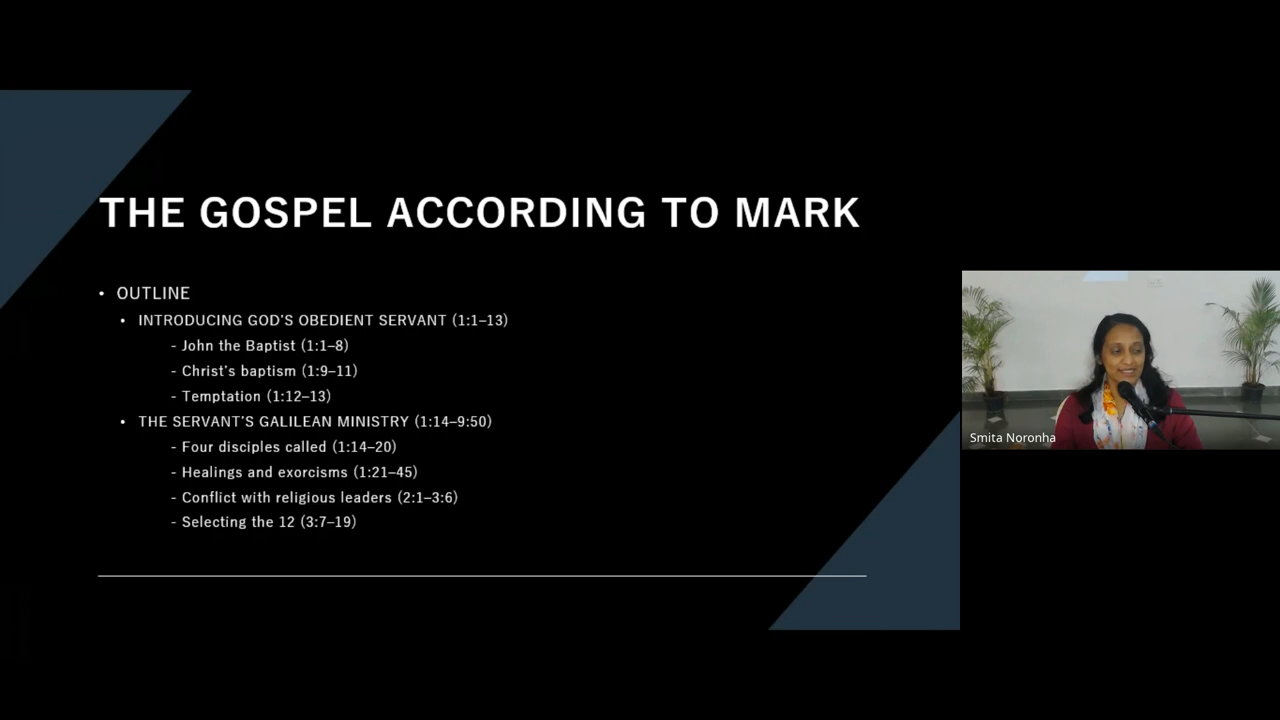 THE GOSPEL ACCORDING TO MARK
• OUTLINE
• INTRODUCING GOD'S OBEDIENT SERVANT (1:1–13)
- John the Baptist (1:1–8)
- Christ's baptism (1:9–11)
- Temptation (1:12–13)
• THE SERVANT'S GALILEAN MINISTRY (1:14–9:50)
- Four disciples called (1:14–20)
- Healings and exorcisms (1:21–45)
- Conflict with religious leaders (2:1–3:6)
- Selecting the 12 (3:7–19)
Smita Noronha